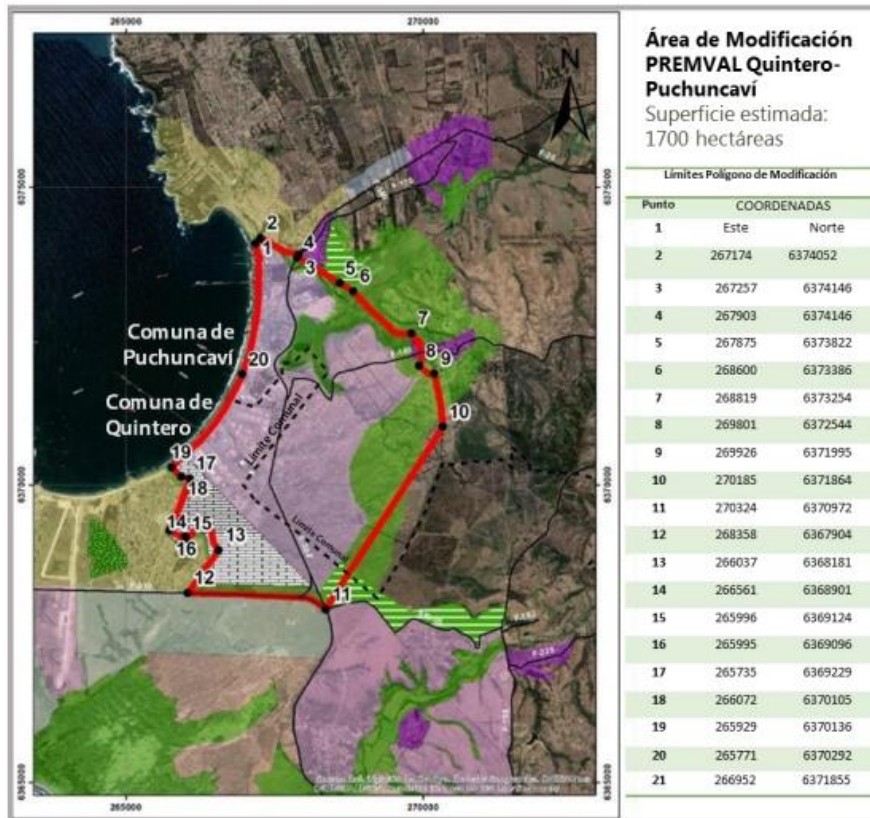 265000 270000
Área de Modificación
PREMVAL Quintero-
Puchuncaví
Superficie estimada:
1700 hectáreas
Límites Polígono de Modificación
Punto COORDENADAS
1 Este Norte
2 267174 6374052
3 267257 6374146
4 267903 6374146
5 267875 6373822
6 268600 6373386
7 268819 6373254
8 269801 6372544
9 269926 6371995
10 270185 6371864
11 270324 6370972
12 268358 6367904
13 266037 6368181
14 266561 6368901
15 265996 6369124
16 265995 6369096
17 265735 6369229
18 266072 6370105
19 265929 6370136
20 265771 6370292
21 266952 6371855
N
6375000 6375000
2
1
4
3
5 6
7
8
9
10
20
Comuna de
Puchuncaví
Comuna de
Quintero
Límite Comunal
19
17
18
6370000 6370000
14 15
16
13
Límite Comunal
12
11
F-225
6365000 6365000
265000 270000